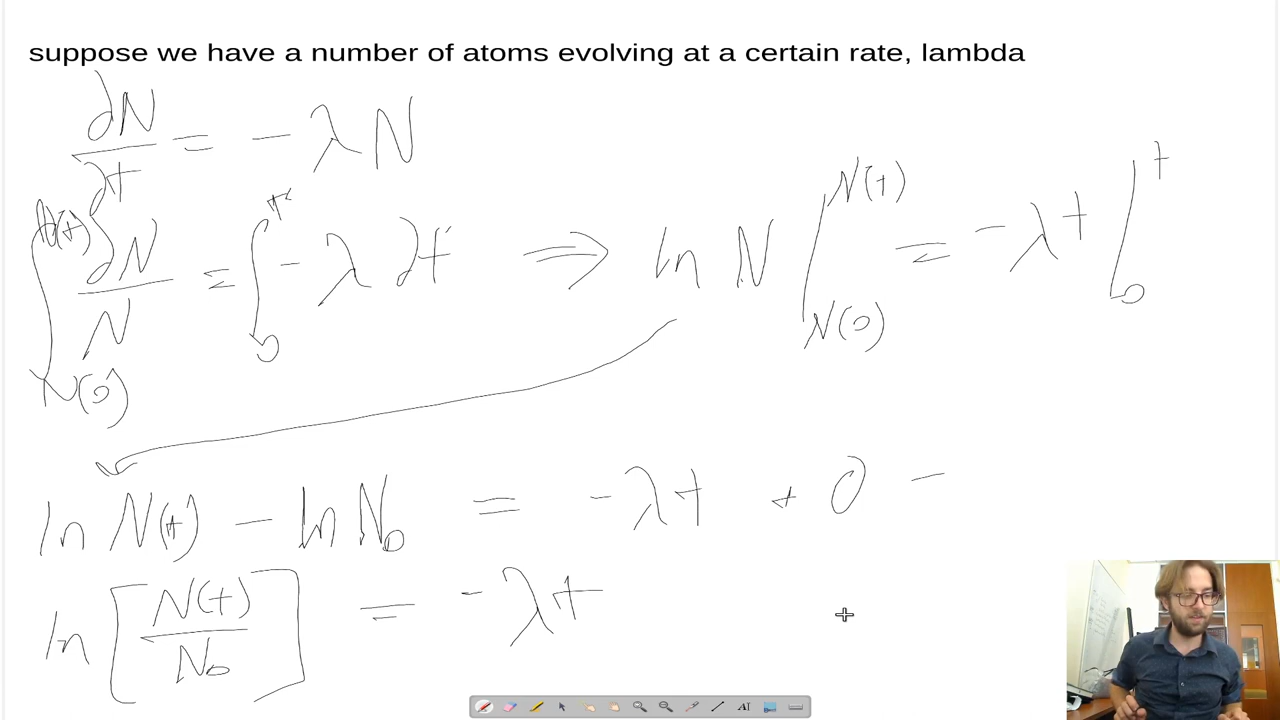 suppose we have a number of atoms evolving at a certain rate, lambda
dN/dt = - λ N
∫_{N(0)}^{N(t)} dN/N = ∫_0^t - λ dt ⇒ ln N |_{N(0)}^{N(t)} = - λt |_0^t
ln N(t) - ln N₀ = - λt + 0 -
ln [N(t)/N₀] = - λt